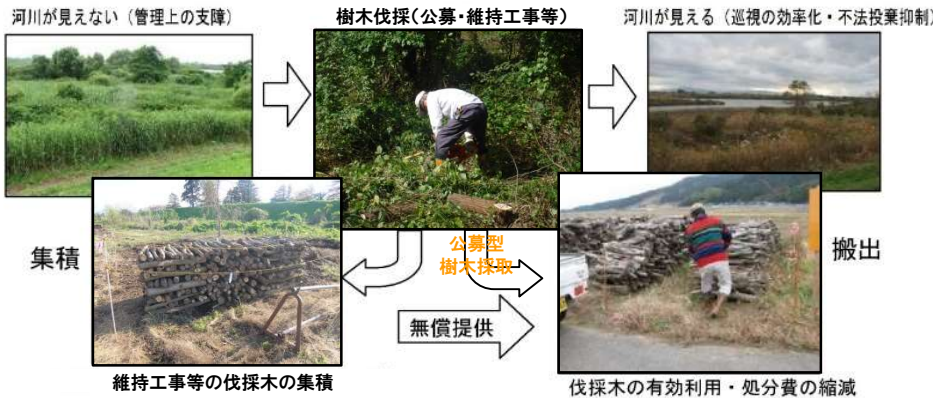 河川が見えない（管理上の支障）
樹木伐採（公募・維持工事等）
河川が見える（巡視の効率化・不法投棄抑制）
集積
公募型
樹木採取
搬出
無償提供
維持工事等の伐採木の集積
伐採木の有効利用・処分費の縮減